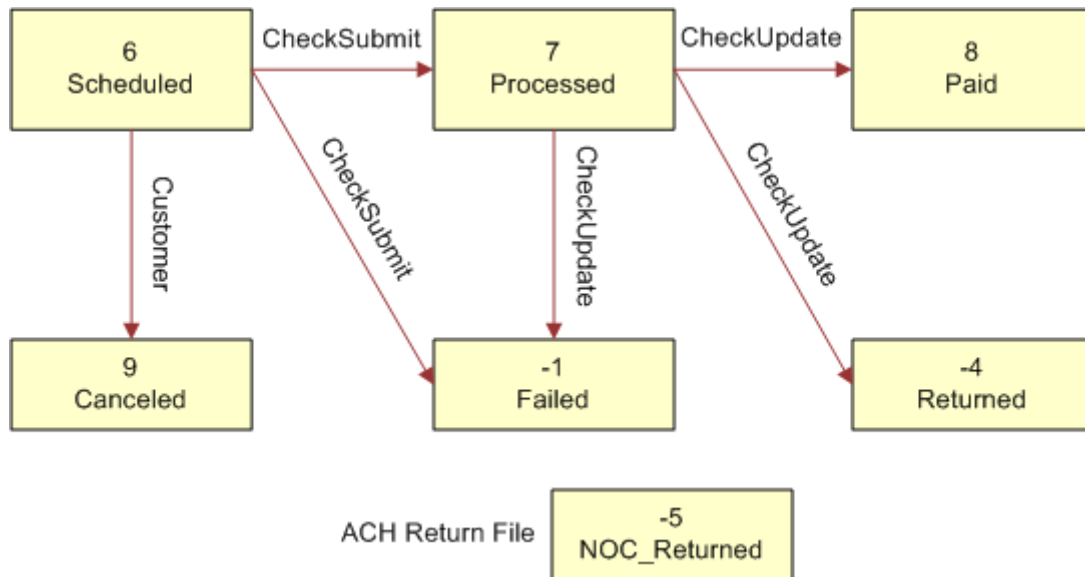 6
Scheduled
CheckSubmit
7
Processed
CheckUpdate
8
Paid
Customer
CheckSubmit
CheckUpdate
CheckUpdate
9
Canceled
-1
Failed
-4
Returned
ACH Return File
-5
NOC_Returned